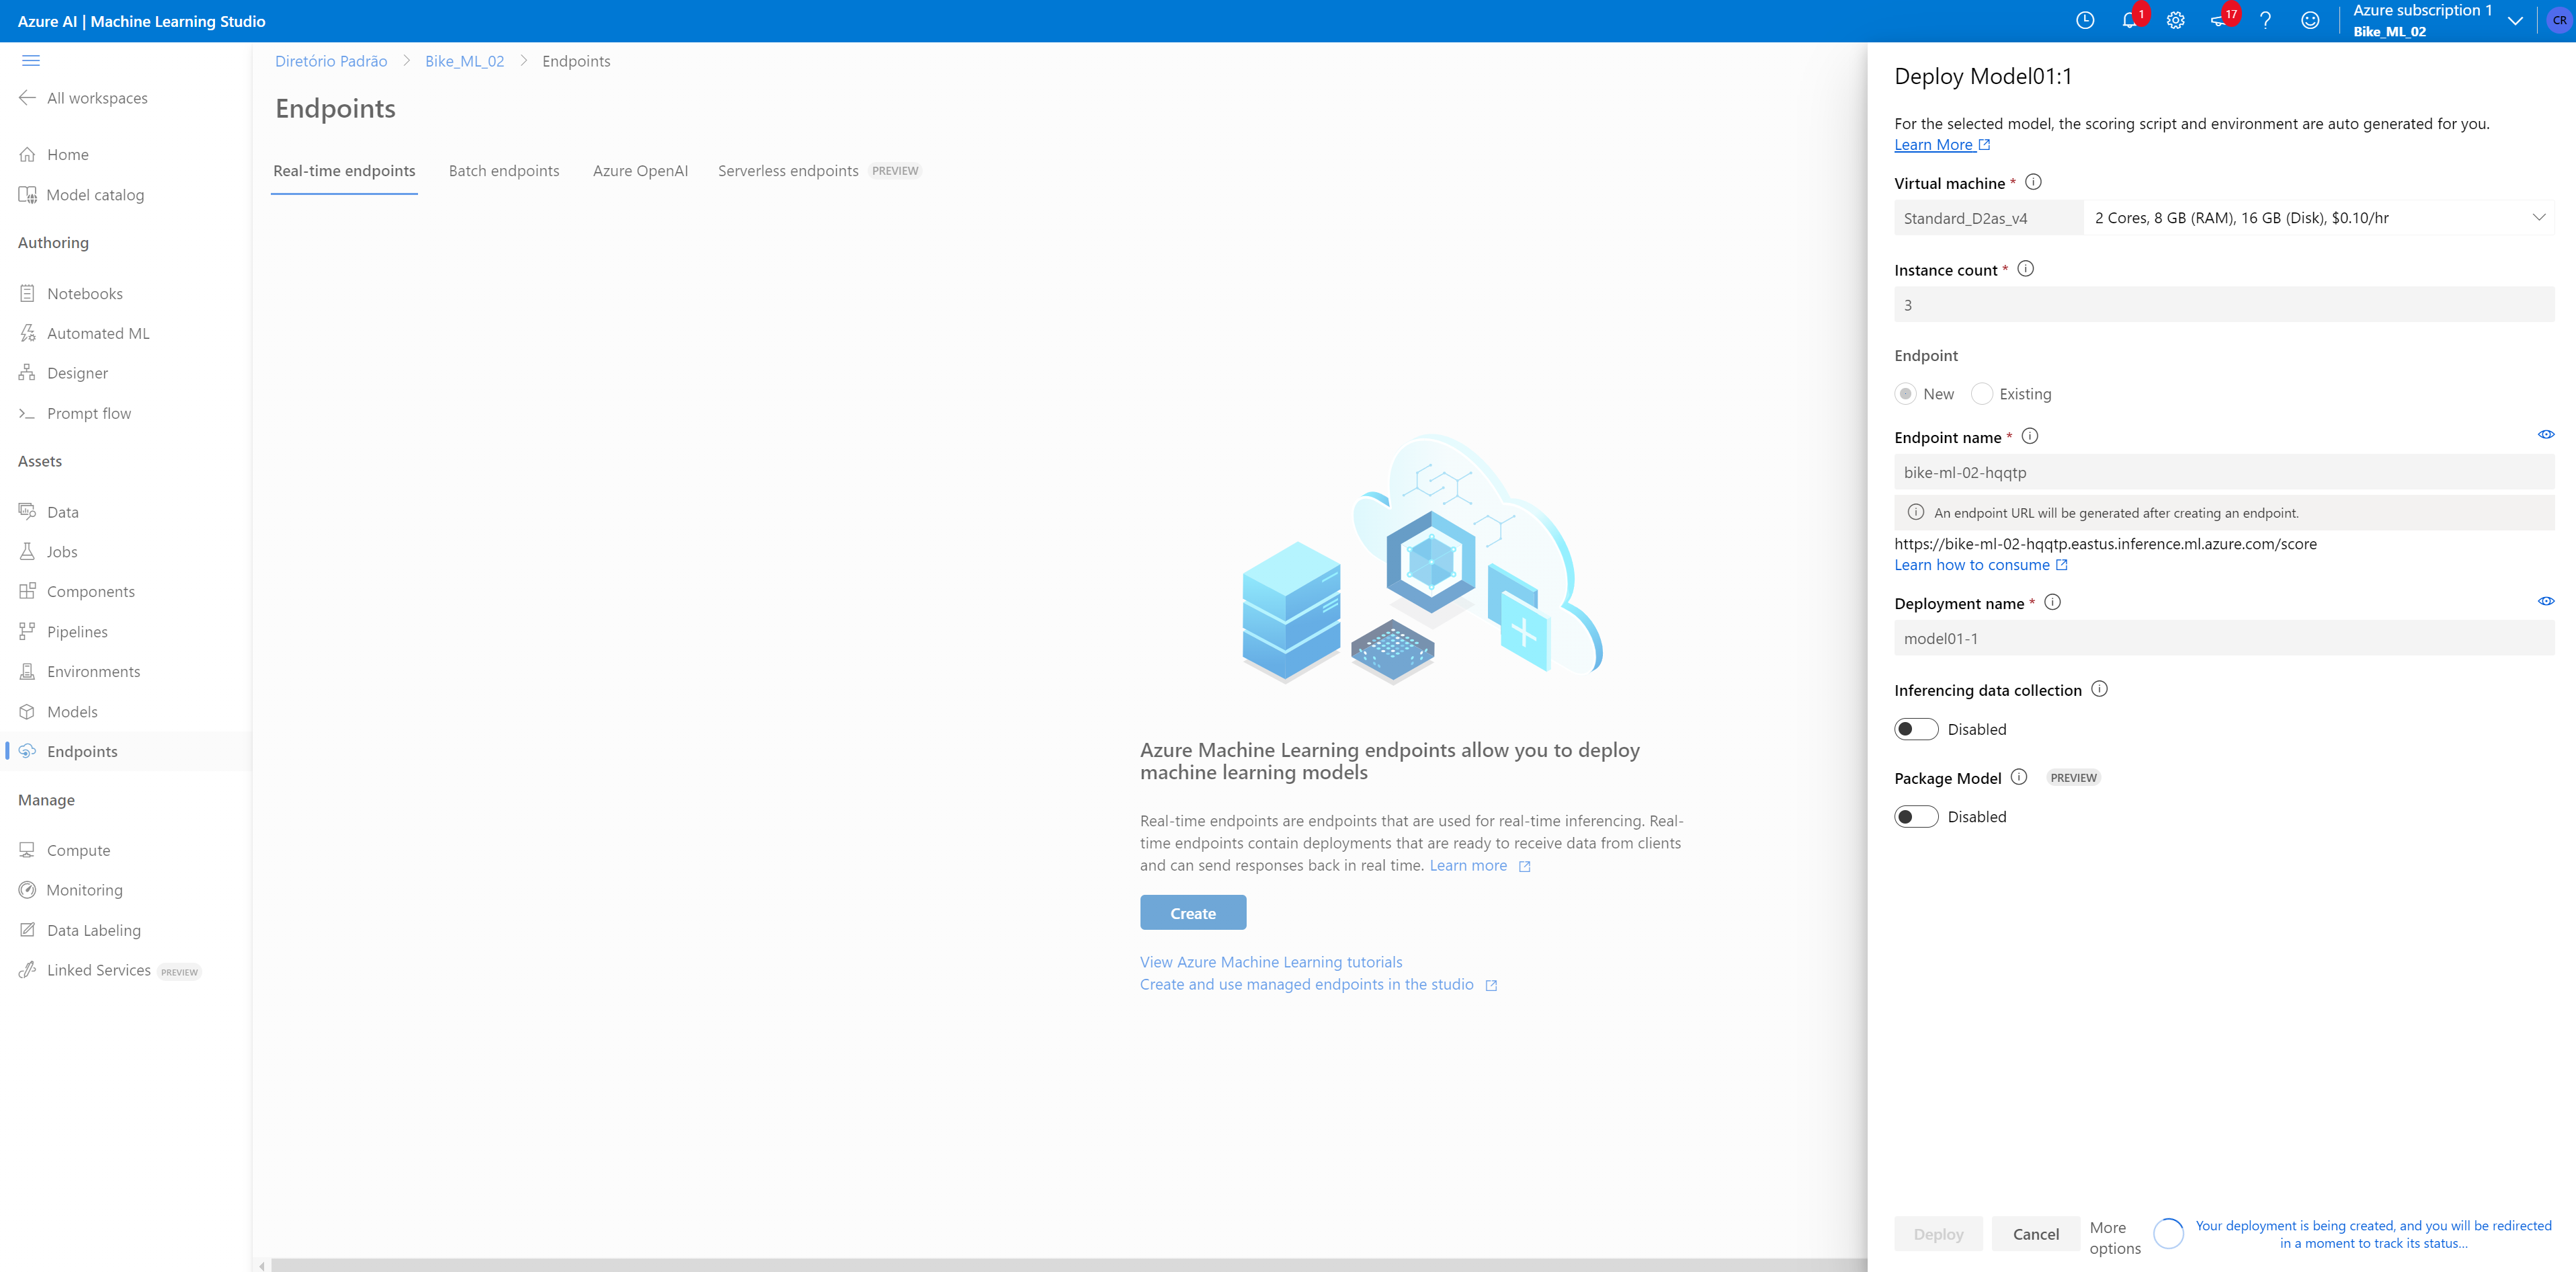 Azure AI | Machine Learning Studio
1
17
Azure subscription 1
Bike_ML_02
CR
All workspaces
Home
Model catalog
Authoring
Notebooks
Automated ML
Designer
Prompt flow
Assets
Data
Jobs
Components
Pipelines
Environments
Models
Endpoints
Manage
Compute
Monitoring
Data Labeling
Linked Services PREVIEW
Diretório Padrão > Bike_ML_02 > Endpoints
Endpoints
Real-time endpoints Batch endpoints Azure OpenAI Serverless endpoints PREVIEW
Azure Machine Learning endpoints allow you to deploy
machine learning models
Real-time endpoints are endpoints that are used for real-time inferencing. Real-
time endpoints contain deployments that are ready to receive data from clients
and can send responses back in real time. Learn more
Create
View Azure Machine Learning tutorials
Create and use managed endpoints in the studio
Deploy Model01:1
For the selected model, the scoring script and environment are auto generated for you.
Learn More
Virtual machine *
Standard_D2as_v4 2 Cores, 8 GB (RAM), 16 GB (Disk), $0.10/hr
Instance count *
3
Endpoint
New Existing
Endpoint name *
bike-ml-02-hqqtp
An endpoint URL will be generated after creating an endpoint.
https://bike-ml-02-hqqtp.eastus.inference.ml.azure.com/score
Learn how to consume
Deployment name *
model01-1
Inferencing data collection
Disabled
Package Model PREVIEW
Disabled
Deploy Cancel More
options
Your deployment is being created, and you will be redirected
in a moment to track its status...